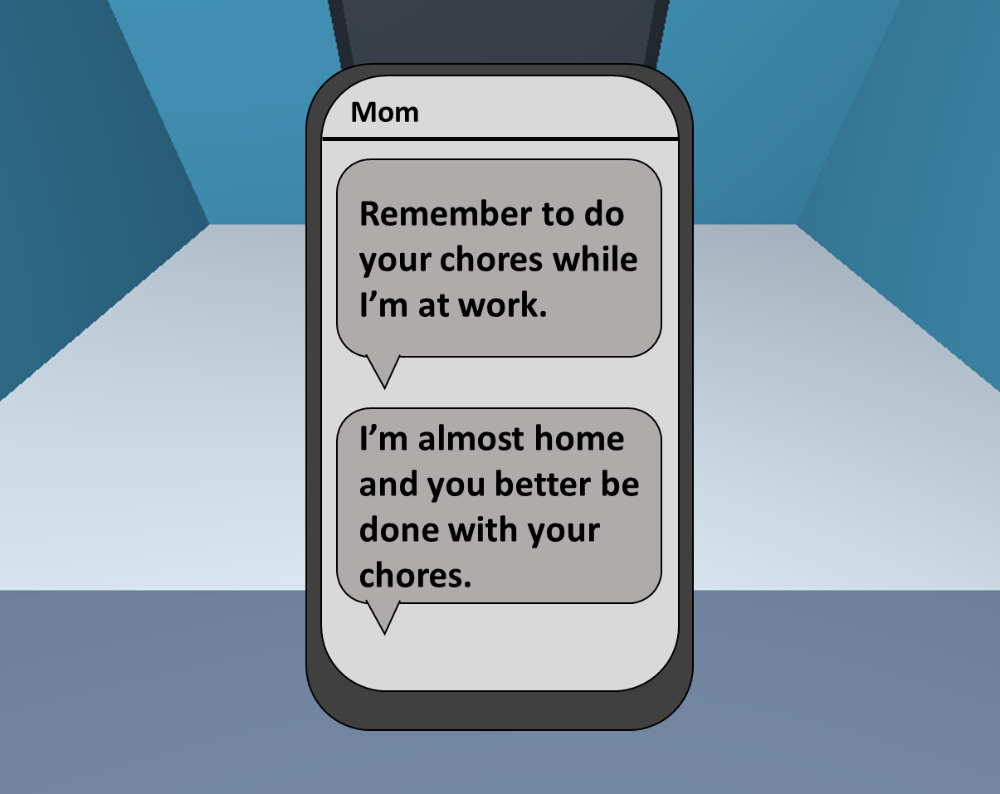 Mom
Remember to do
your chores while
I’m at work.
I’m almost home
and you better be
done with your
chores.